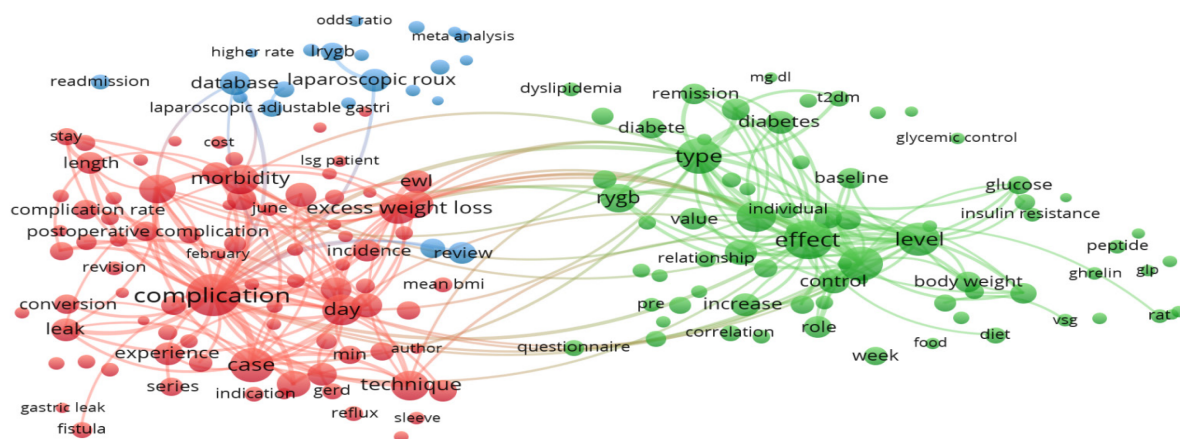 odds ratio
meta analysis
higher rate
lrygb
readmission
database
laparoscopic roux
laparoscopic adjustable gastri
stay
cost
length
lsg patient
morbidity
ewl
june
excess weight loss
complication rate
postoperative complication
february
incidence
review
revision
mean bmi
complication
conversion
day
leak
experience
min
author
case
technique
series
indication
gerd
gastric leak
reflux
sleeve
fistula
mg dl
dyslipidemia
remission
t2dm
diabete
diabetes
glycemic control
type
baseline
glucose
rygb
individual
value
insulin resistance
effect
level
peptide
relationship
ghrelin
glp
control
body weight
pre
increase
rat
vsg
correlation
role
diet
questionnaire
food
week